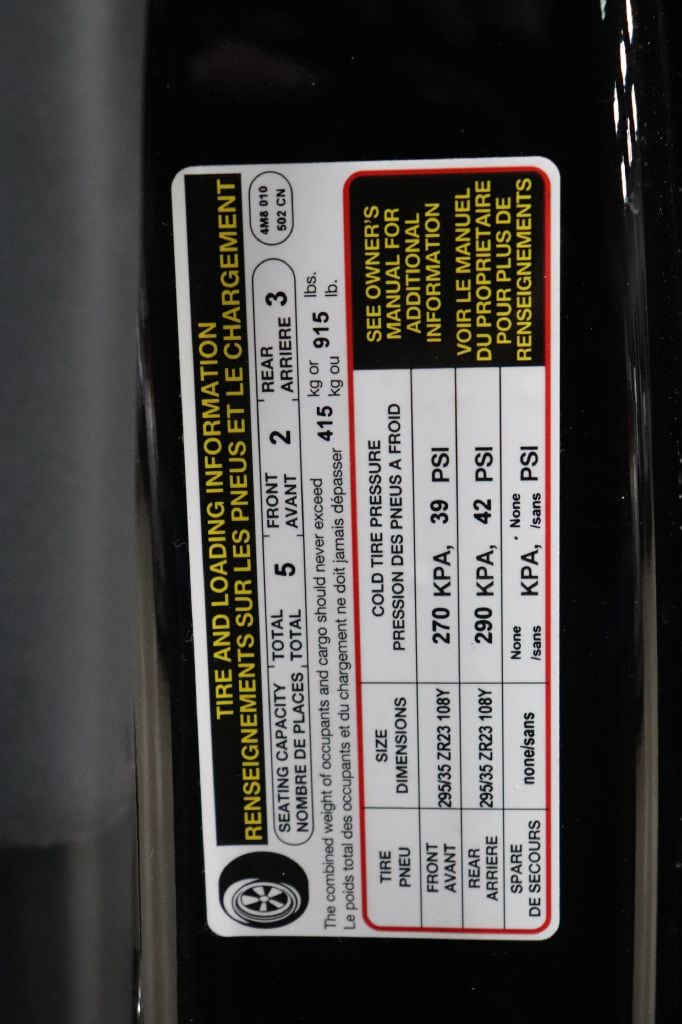 TIRE AND LOADING INFORMATION
RENSEIGNEMENTS SUR LES PNEUS ET LE CHARGEMENT
SEATING CAPACITY
NOMBRE DE PLACES
TOTAL
TOTAL
5
FRONT
AVANT
2
REAR
ARRIERE
3
4M8 010
502 CN
The combined weight of occupants and cargo should never exceed 415 kg or 915 lbs.
Le poids total des occupants et du chargement ne doit jamais dépasser 415 kg ou 915 lb.
TIRE
PNEU
SIZE
DIMENSIONS
COLD TIRE PRESSURE
PRESSION DES PNEUS A FROID
FRONT
AVANT
295/35 ZR23 108Y
270 KPA, 39 PSI
REAR
ARRIERE
295/35 ZR23 108Y
290 KPA, 42 PSI
SPARE
DE SECOURS
none/sans
None
/sans
KPA,
None
/sans
PSI
SEE OWNER'S
MANUAL FOR
ADDITIONAL
INFORMATION
VOIR LE MANUEL
DU PROPRIETAIRE
POUR PLUS DE
RENSEIGNEMENTS